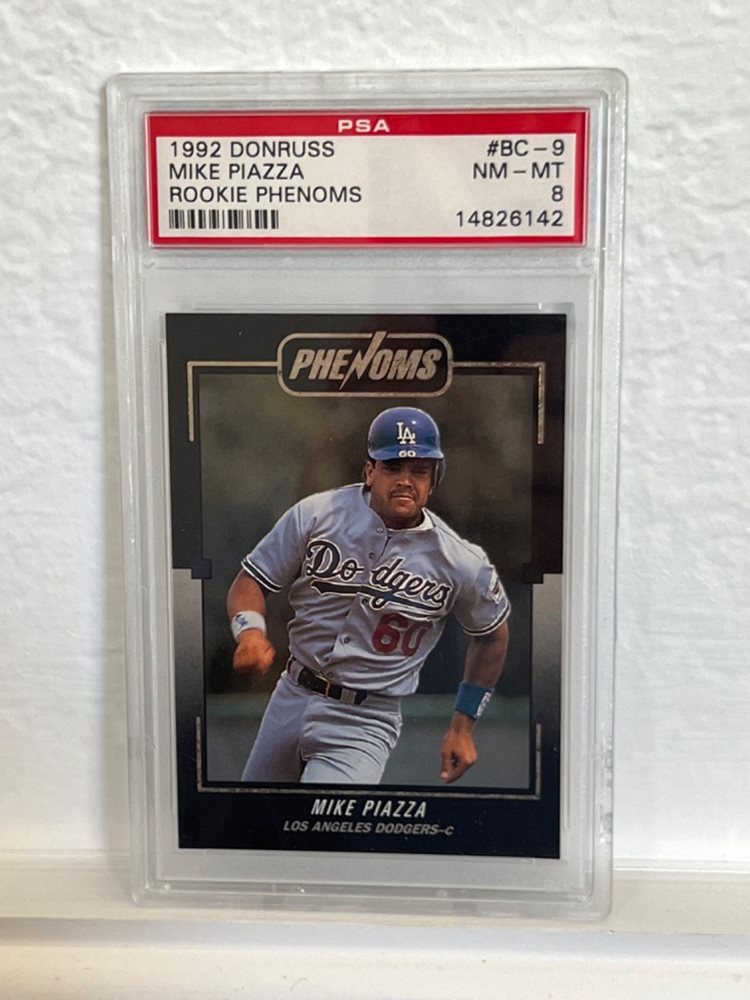 PSA
1992 DONRUSS #BC-9
MIKE PIAZZA NM-MT
ROOKIE PHENOMS 8
14826142
PHENOMS
LA
60
Dodgers
60
MIKE PIAZZA
LOS ANGELES DODGERS-C